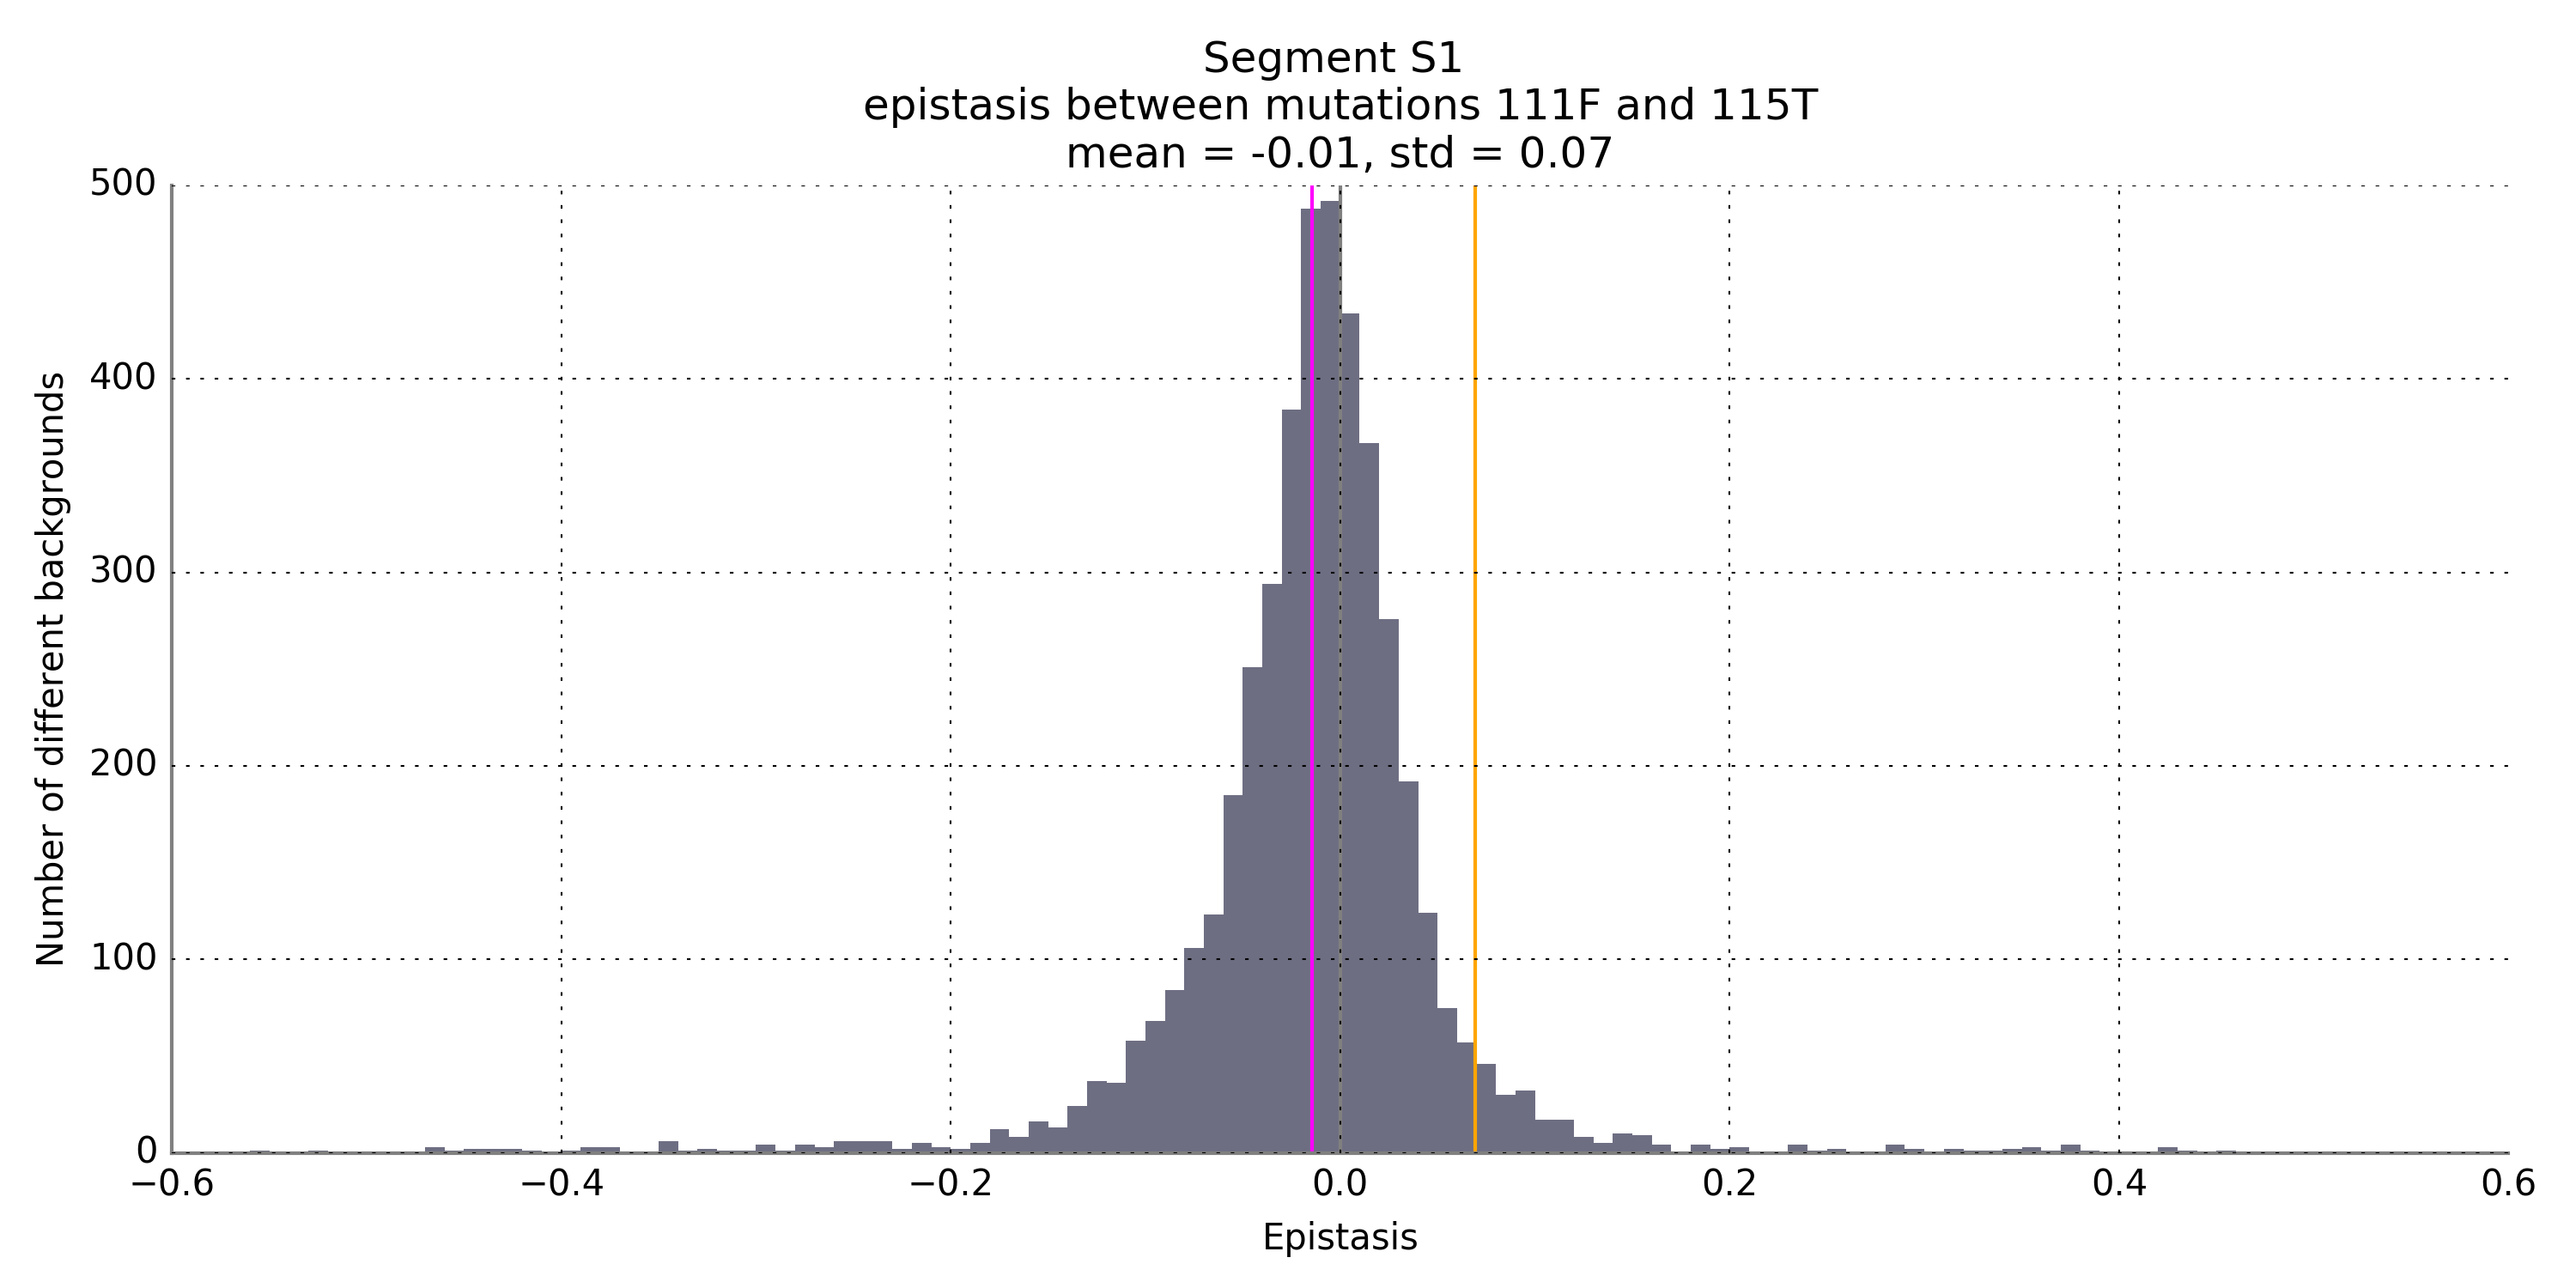 Segment S1
epistasis between mutations 111F and 115T
mean = -0.01, std = 0.07
500
400
300
200
100
0
Number of different backgrounds
−0.6 −0.4 −0.2 0.0 0.2 0.4 0.6
Epistasis